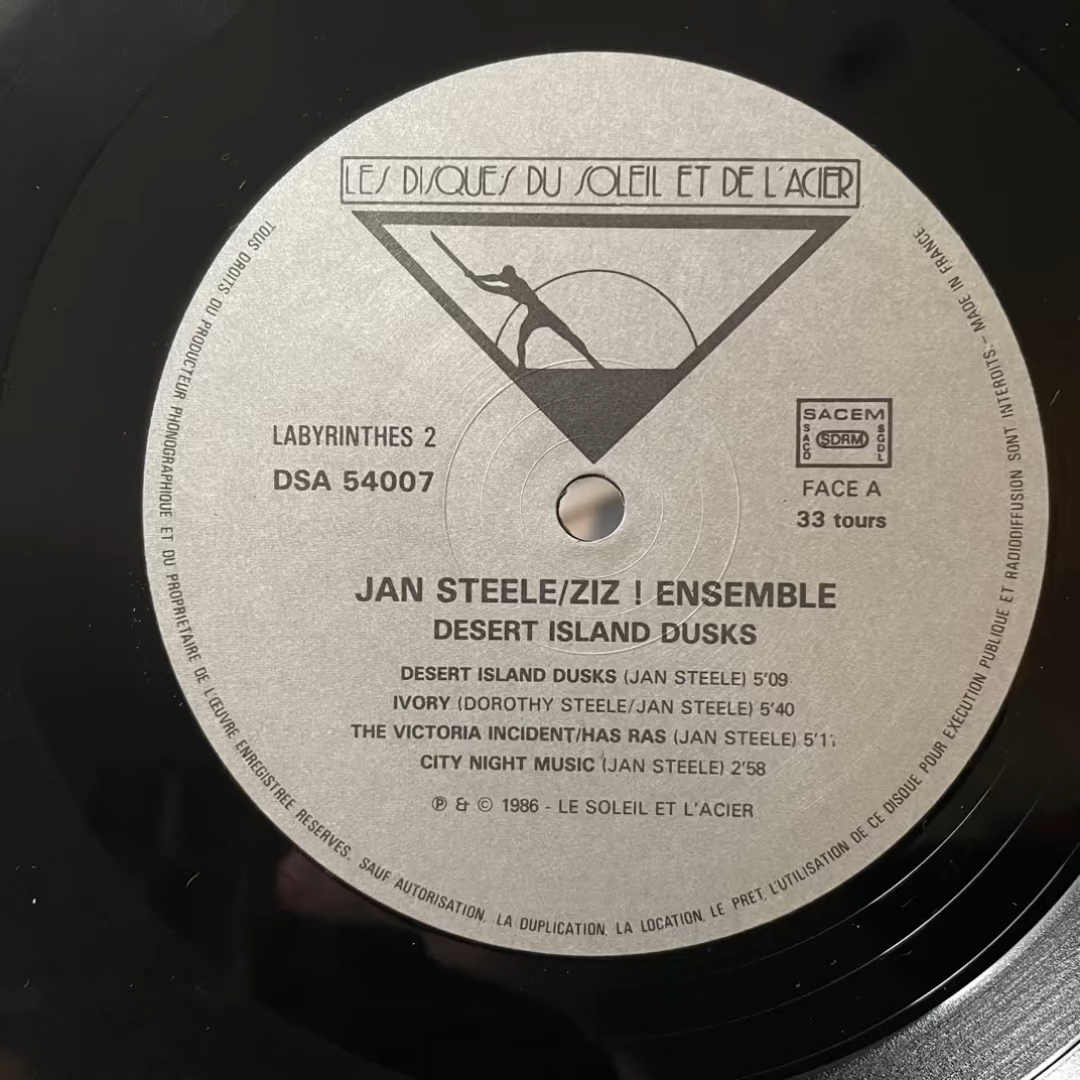 LES DISQUES DU SOLEIL ET DE L'ACIER
LABYRINTHES 2
DSA 54007
SACEM
SACD
SDRM
SGDL
FACE A
33 tours
JAN STEELE/ZIZ ! ENSEMBLE
DESERT ISLAND DUSKS
DESERT ISLAND DUSKS (JAN STEELE) 5'09
IVORY (DOROTHY STEELE/JAN STEELE) 5'40
THE VICTORIA INCIDENT/HAS RAS (JAN STEELE)
CITY NIGHT MUSIC (JAN STEELE) 2'58
℗ & © 1986 - LE SOLEIL ET L'ACIER
TOUS DROITS DU PRODUCTEUR PHONOGRAPHIQUE ET DU PROPRIETAIRE DE L'ŒUVRE ENREGISTREE RESERVES. SAUF AUTORISATION, LA DUPLICATION, LA LOCATION, LE PRET, L'UTILISATION DE CE DISQUE POUR EXECUTION PUBLIQUE ET RADIODIFFUSION SONT INTERDITS. - MADE IN FRANCE